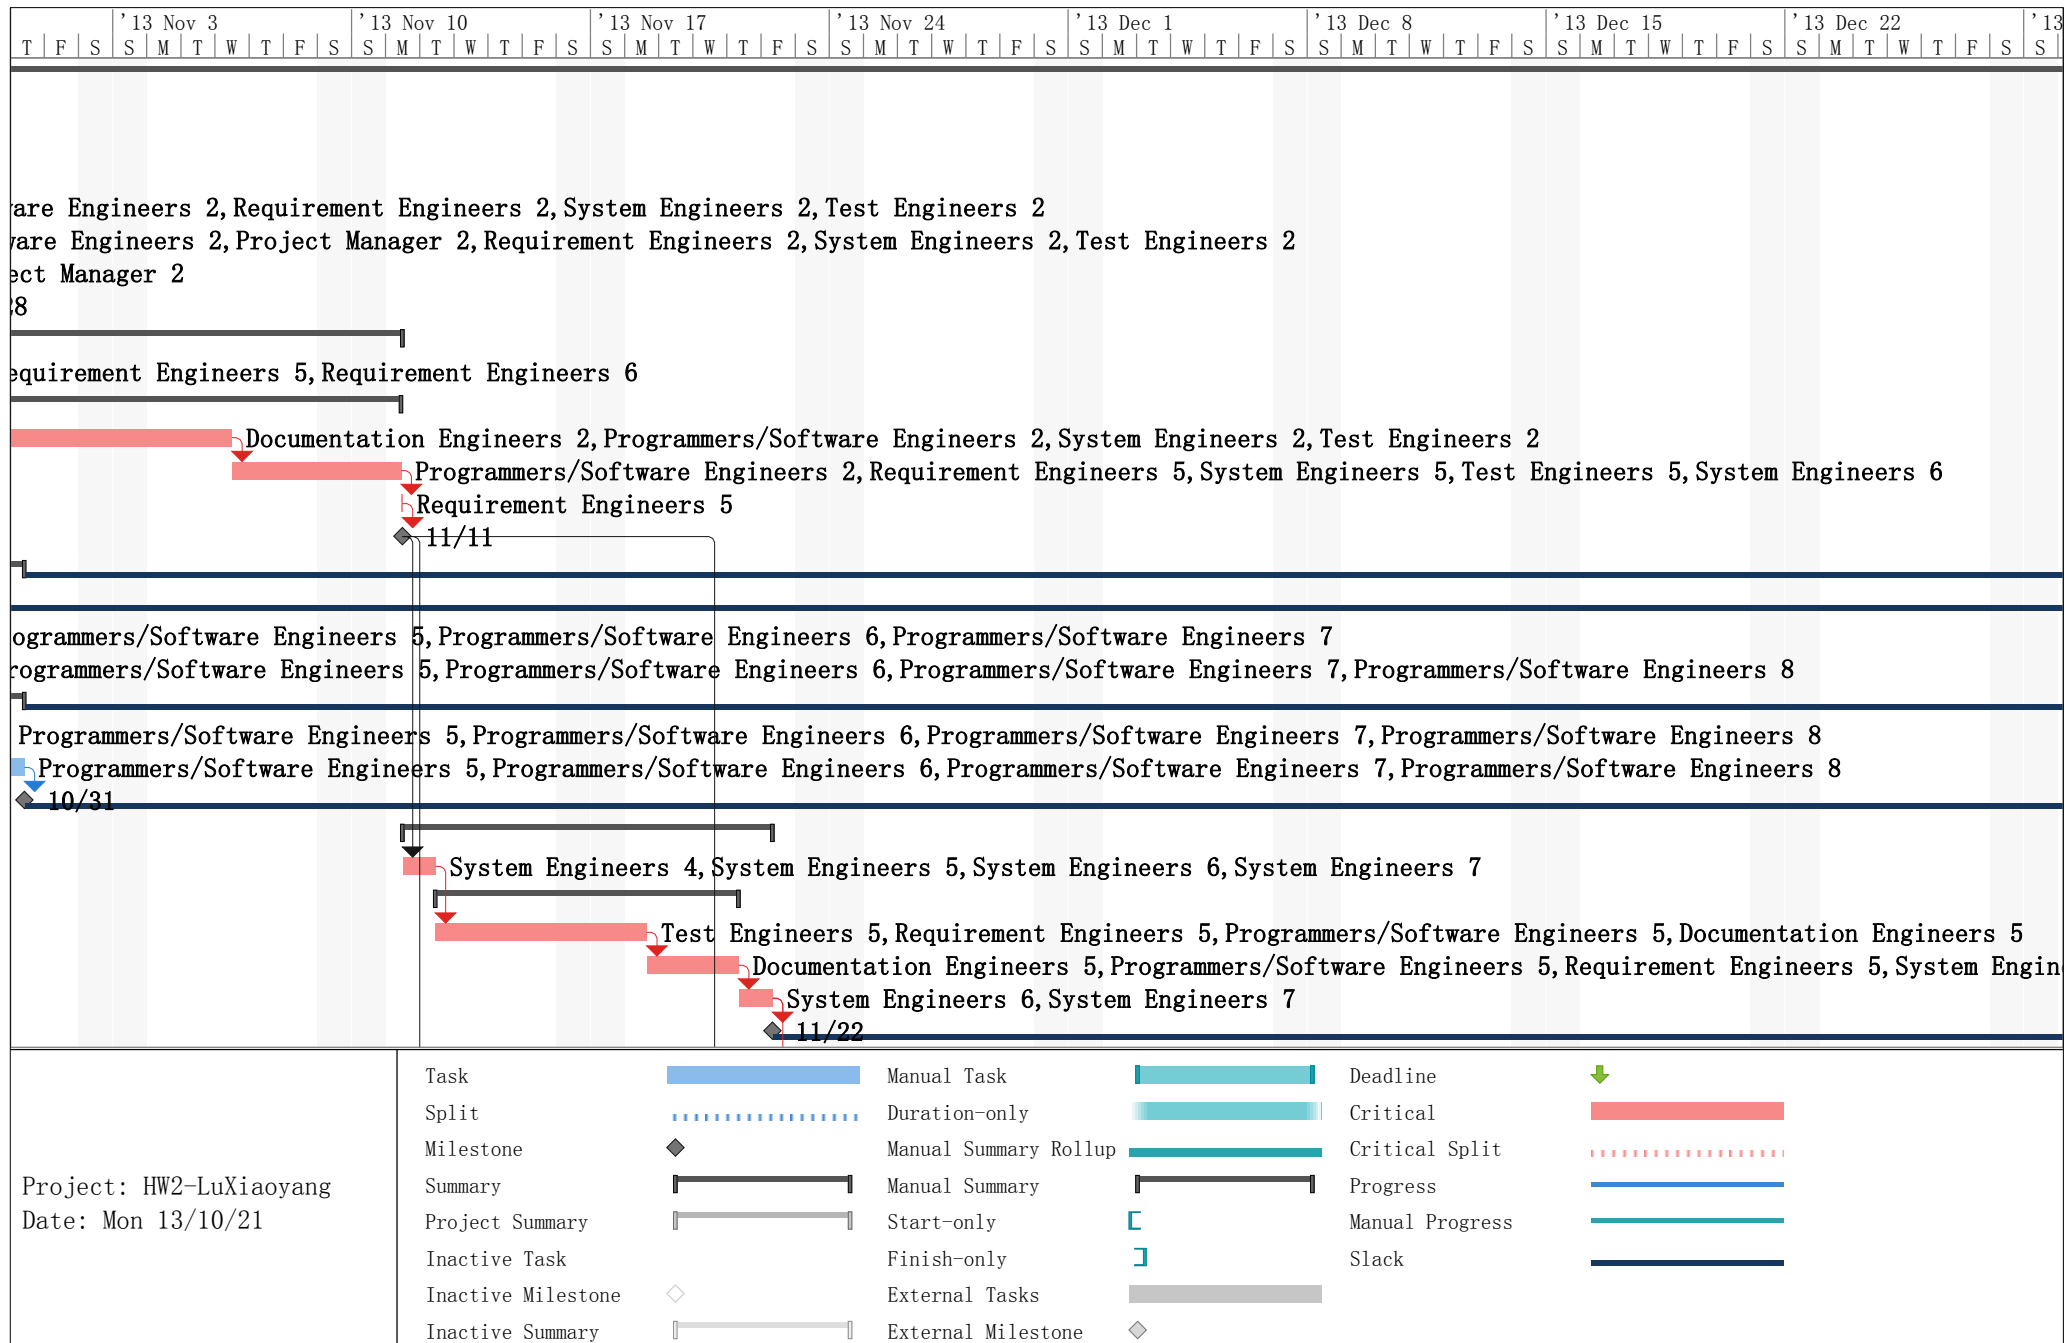 '13 Nov 3 '13 Nov 10 '13 Nov 17 '13 Nov 24 '13 Dec 1 '13 Dec 8 '13 Dec 15 '13 Dec 22 '13
T F S S M T W T F S S M T W T F S S M T W T F S S M T W T F S S M T W T F S S M T W T F S S M T W T F S S M T W T F S S
are Engineers 2,Requirement Engineers 2,System Engineers 2,Test Engineers 2
are Engineers 2,Project Manager 2,Requirement Engineers 2,System Engineers 2,Test Engineers 2
ect Manager 2
28
equirement Engineers 5,Requirement Engineers 6
Documentation Engineers 2,Programmers/Software Engineers 2,System Engineers 2,Test Engineers 2
Programmers/Software Engineers 2,Requirement Engineers 5,System Engineers 5,Test Engineers 5,System Engineers 6
Requirement Engineers 5
11/11
ogrammers/Software Engineers 5,Programmers/Software Engineers 6,Programmers/Software Engineers 7
rogrammers/Software Engineers 5,Programmers/Software Engineers 6,Programmers/Software Engineers 7,Programmers/Software Engineers 8
Programmers/Software Engineers 5,Programmers/Software Engineers 6,Programmers/Software Engineers 7,Programmers/Software Engineers 8
Programmers/Software Engineers 5,Programmers/Software Engineers 6,Programmers/Software Engineers 7,Programmers/Software Engineers 8
10/31
System Engineers 4,System Engineers 5,System Engineers 6,System Engineers 7
Test Engineers 5,Requirement Engineers 5,Programmers/Software Engineers 5,Documentation Engineers 5
Documentation Engineers 5,Programmers/Software Engineers 5,Requirement Engineers 5,System Engin
System Engineers 6,System Engineers 7
11/22
Project: HW2-LuXiaoyang
Date: Mon 13/10/21
Task
Split
Milestone
Summary
Project Summary
Inactive Task
Inactive Milestone
Inactive Summary
Manual Task
Duration-only
Manual Summary Rollup
Manual Summary
Start-only
Finish-only
External Tasks
External Milestone
Deadline
Critical
Critical Split
Progress
Manual Progress
Slack